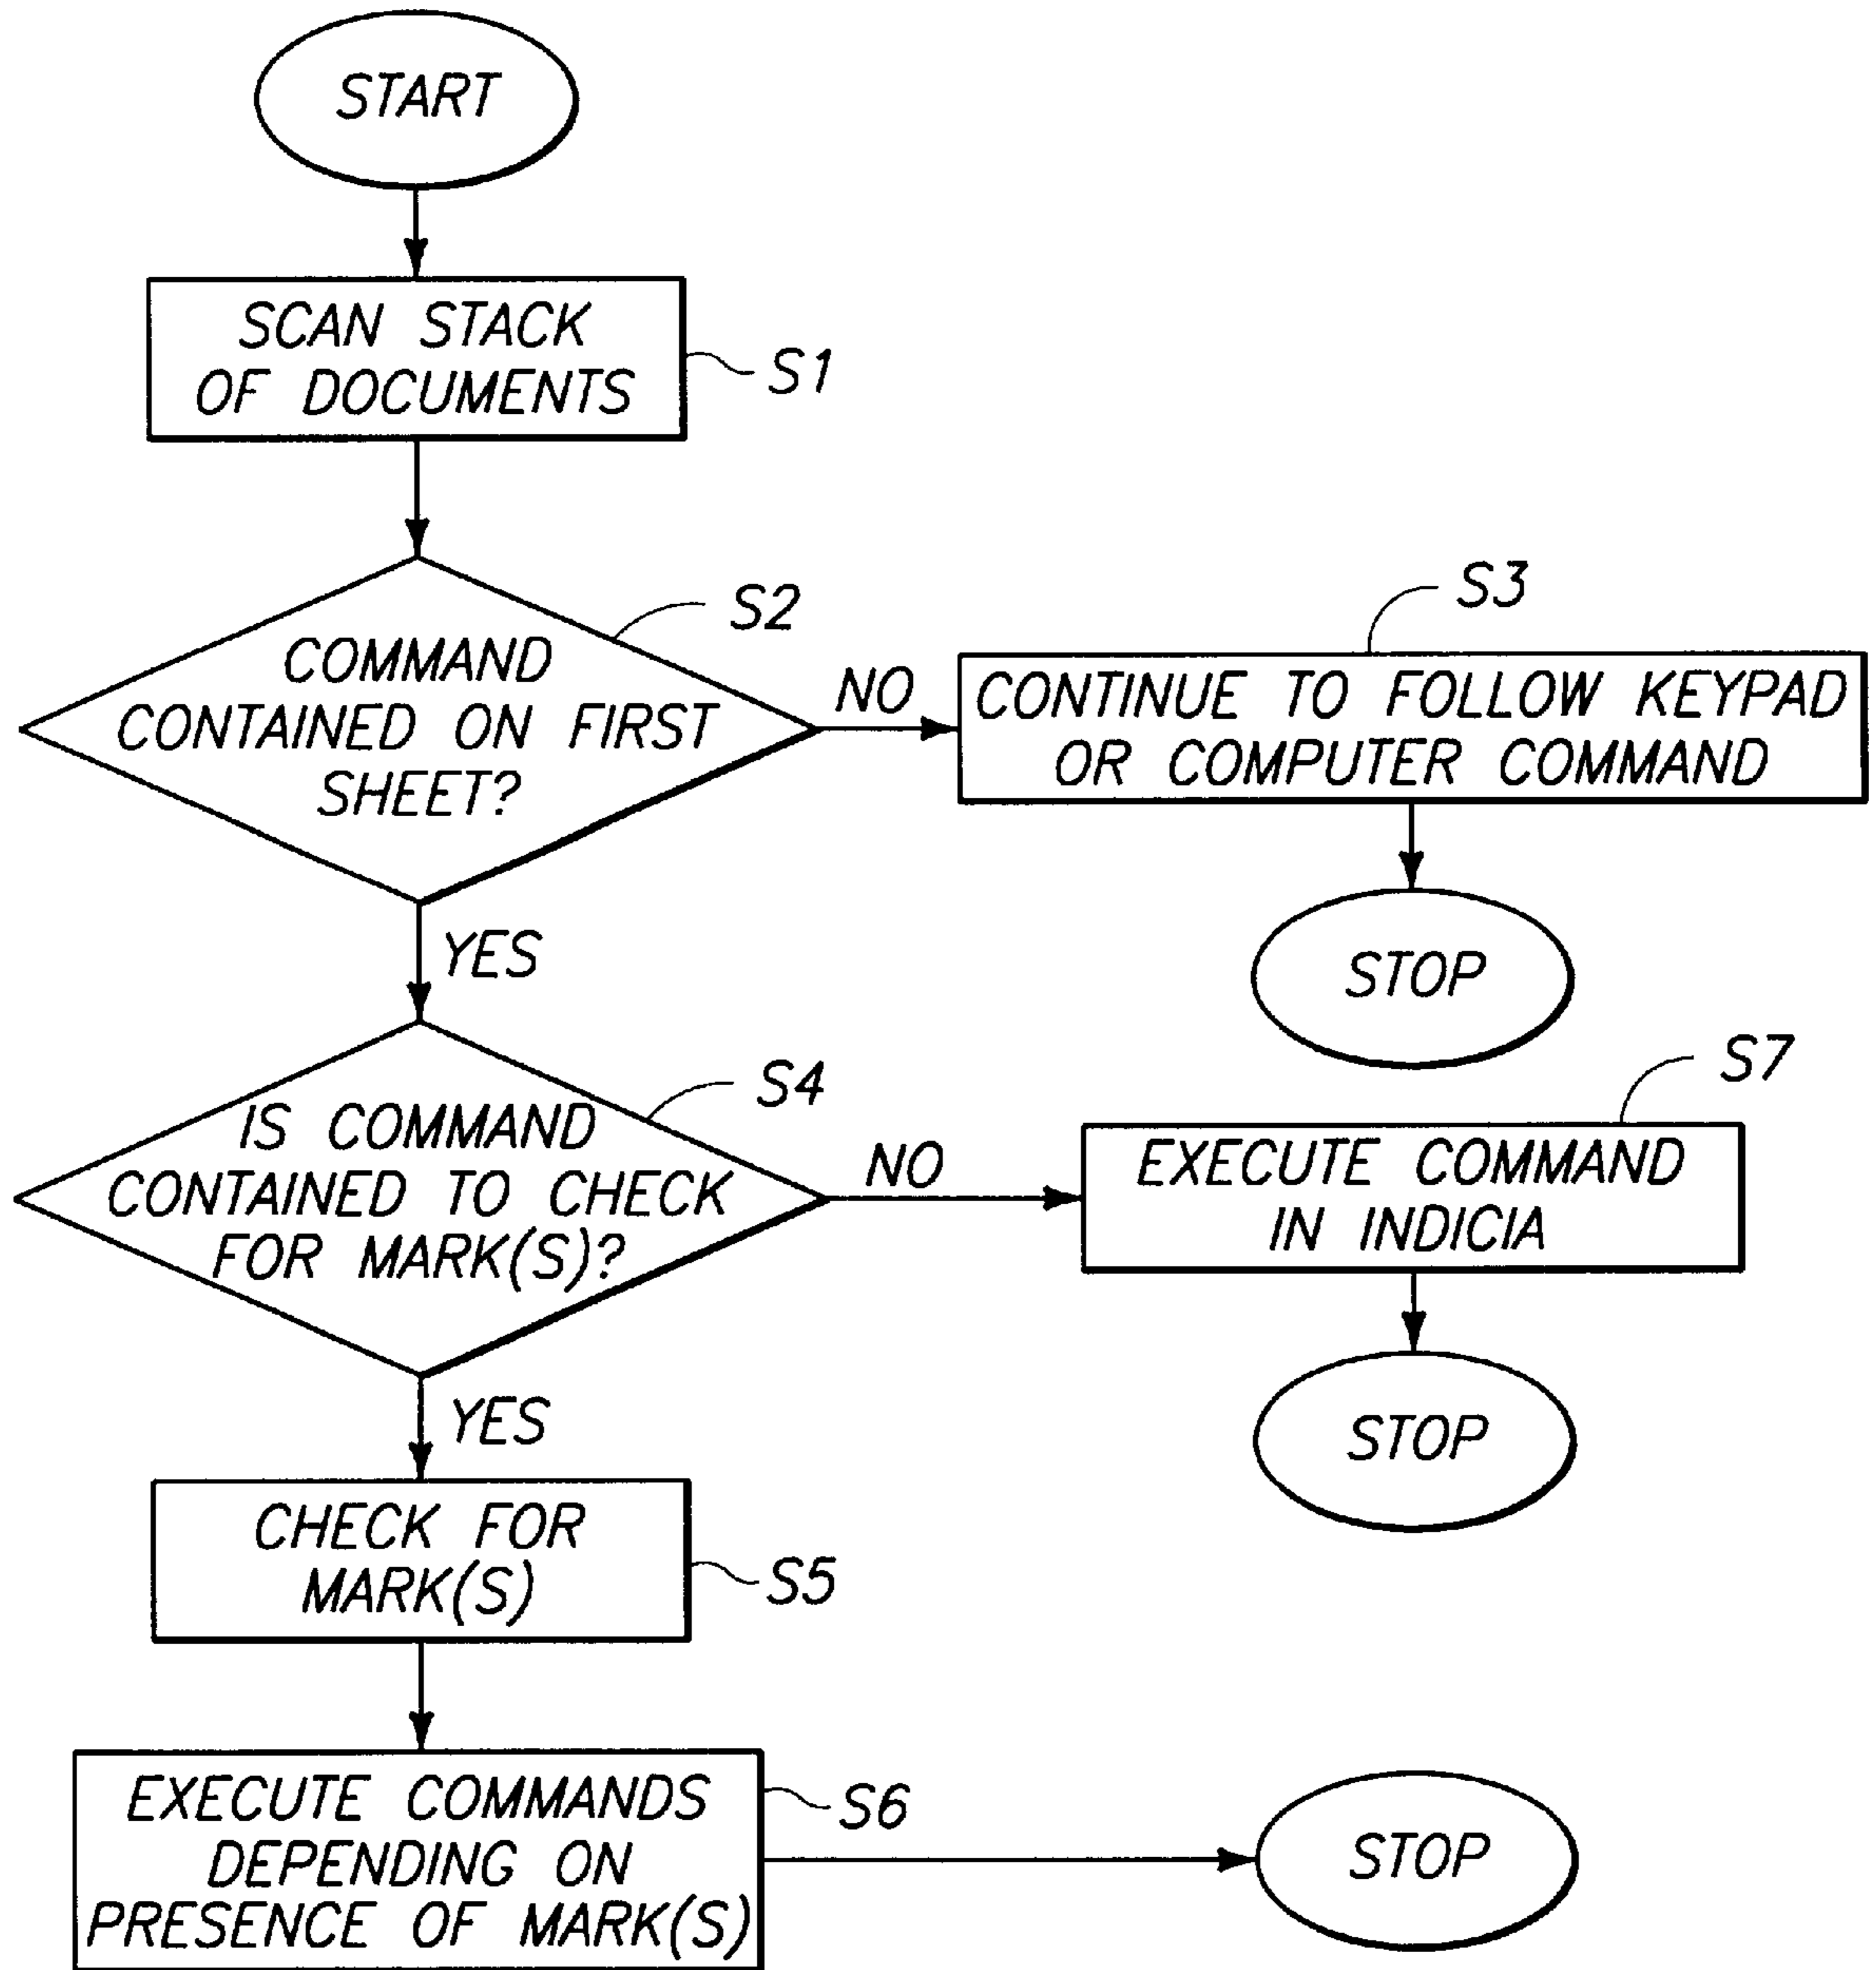 START
SCAN STACK
OF DOCUMENTS
S1
COMMAND
CONTAINED ON FIRST
SHEET?
S2
NO
S3
CONTINUE TO FOLLOW KEYPAD
OR COMPUTER COMMAND
STOP
YES
IS COMMAND
CONTAINED TO CHECK
FOR MARK(S)?
S4
NO
S7
EXECUTE COMMAND
IN INDICIA
STOP
YES
CHECK FOR
MARK(S)
S5
EXECUTE COMMANDS
DEPENDING ON
PRESENCE OF MARK(S)
S6
STOP